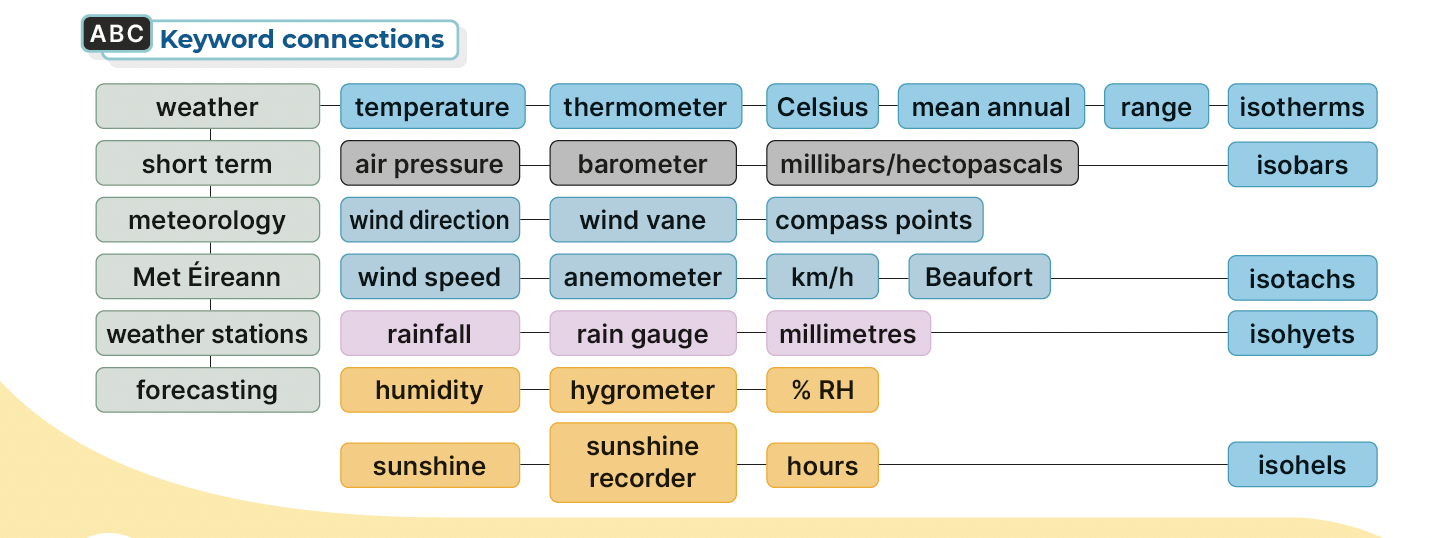 ABC Keyword connections
weather temperature thermometer Celsius mean annual range isotherms
short term air pressure barometer millibars/hectopascals isobars
meteorology wind direction wind vane compass points
Met Éireann wind speed anemometer km/h Beaufort isotachs
weather stations rainfall rain gauge millimetres isohyets
forecasting humidity hygrometer % RH
sunshine sunshine recorder hours isohels